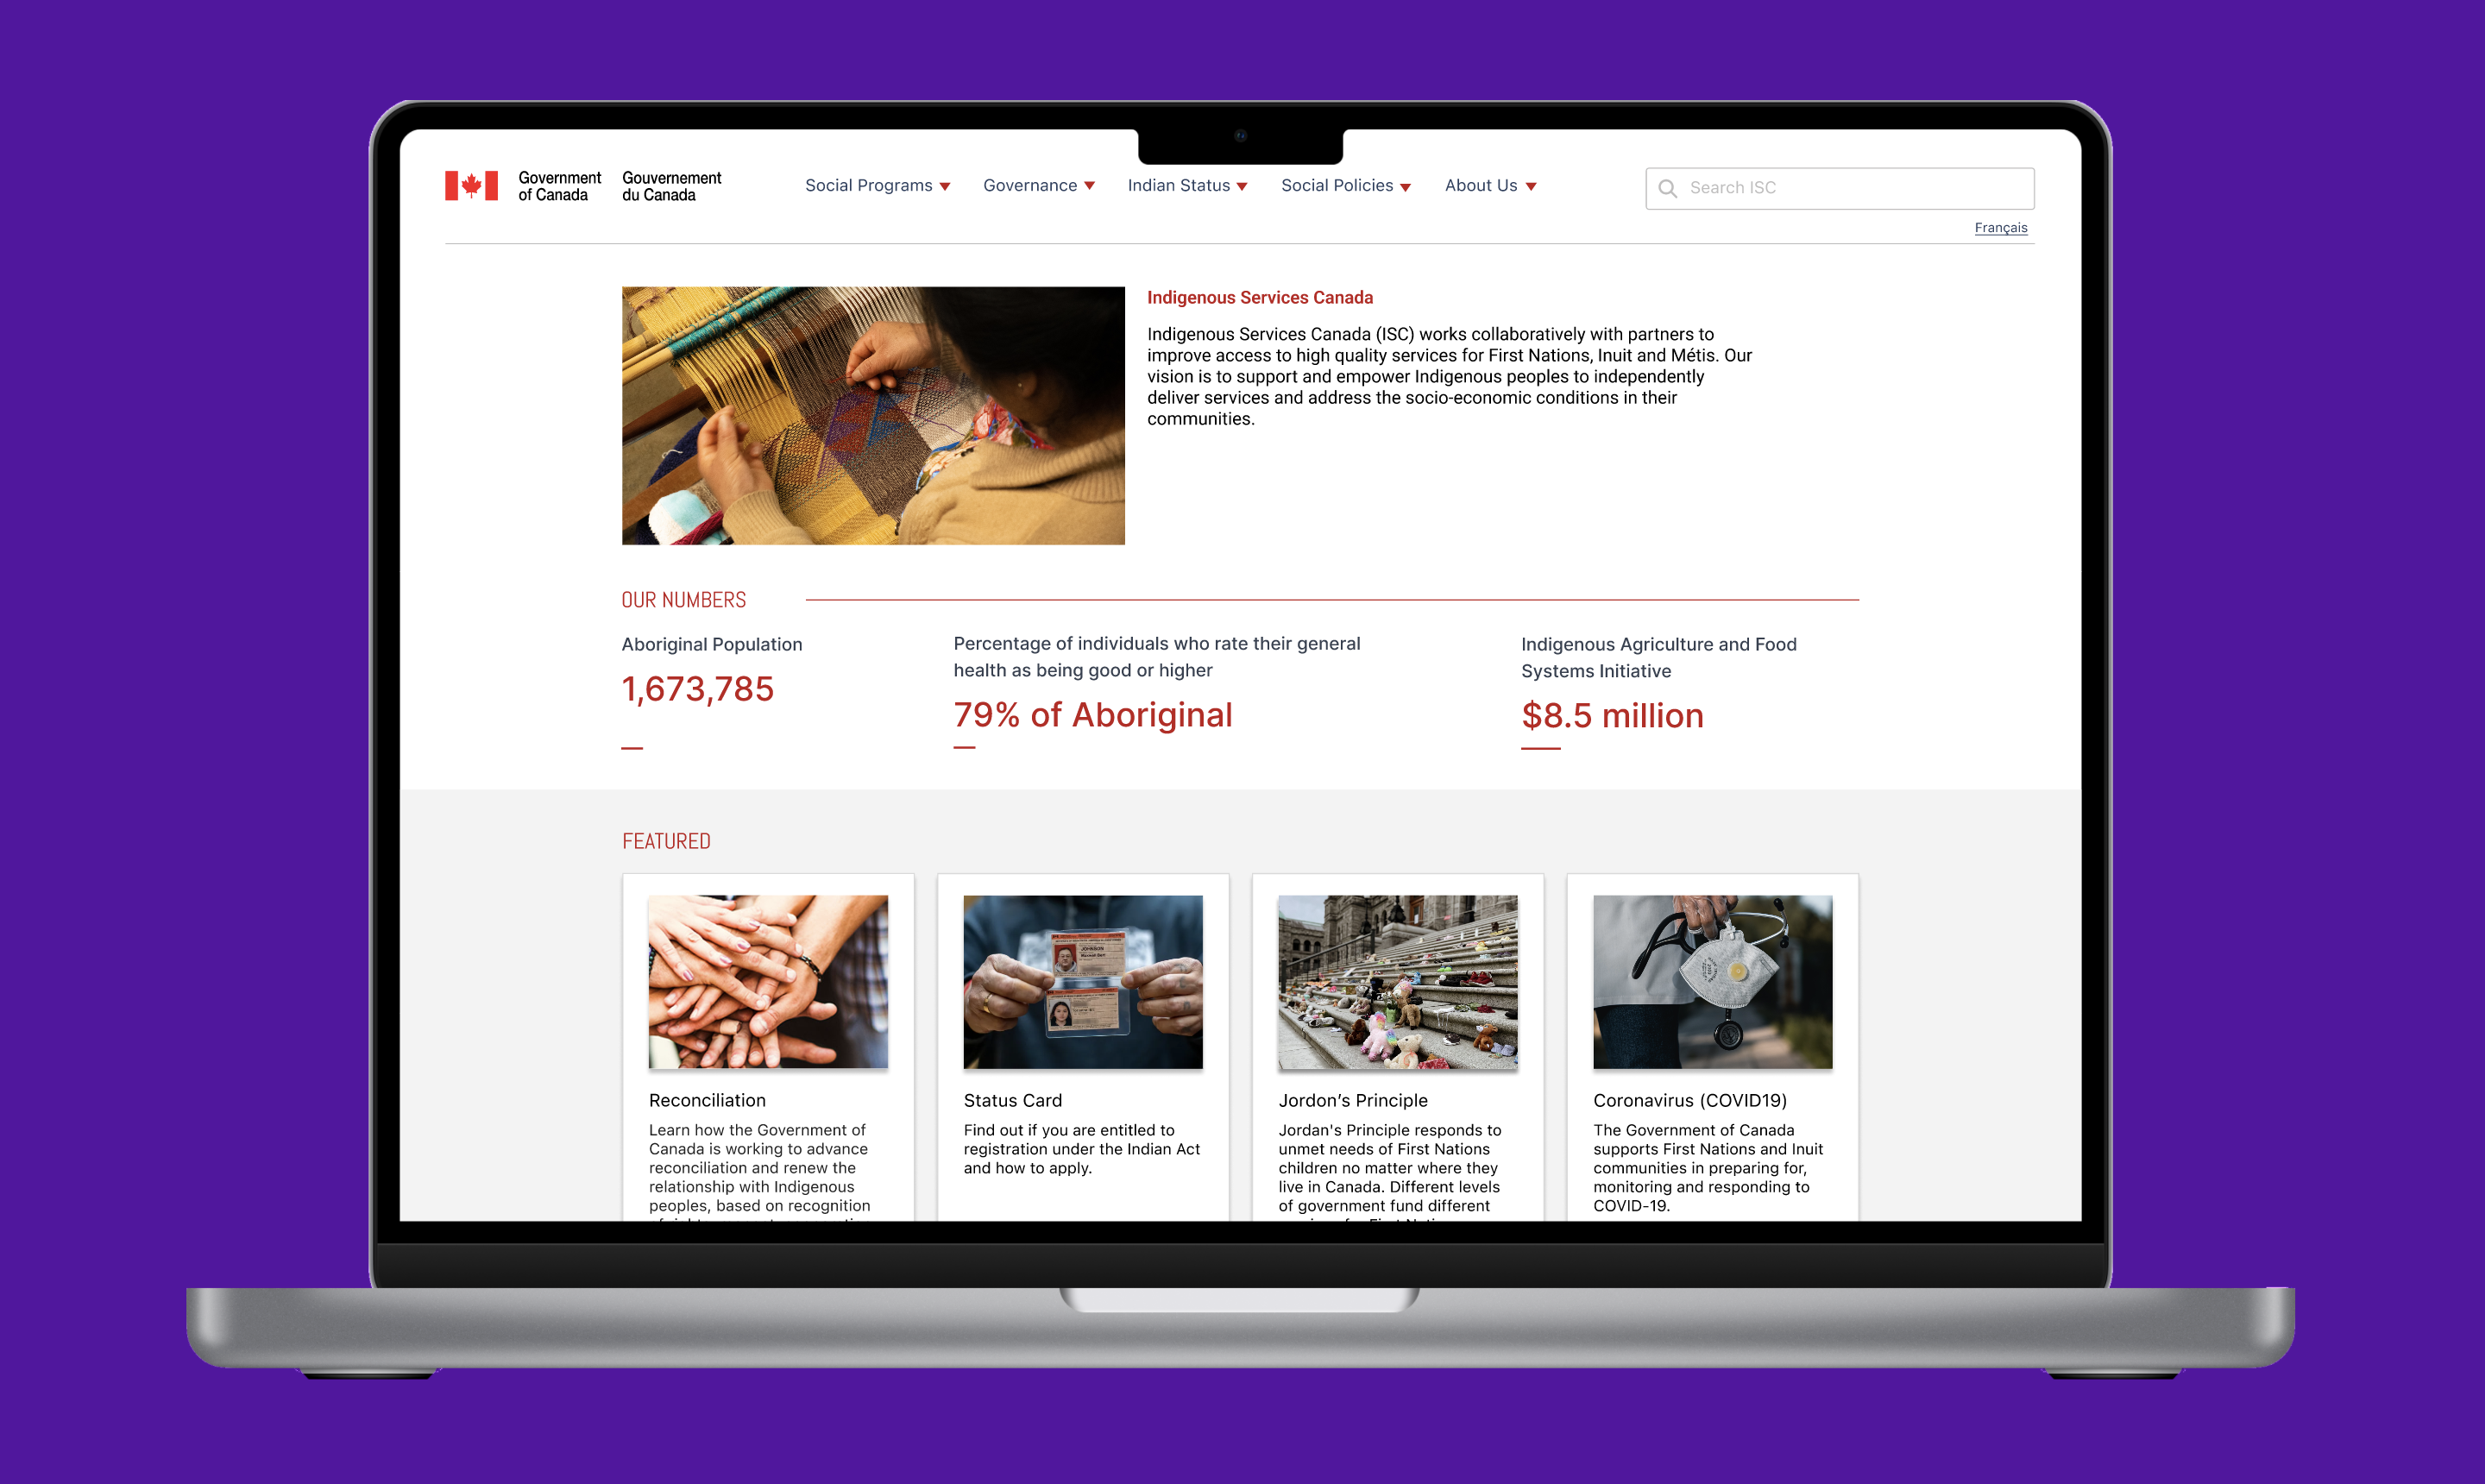 Government
of Canada
Gouvernement
du Canada
Social Programs
Governance
Indian Status
Social Policies
About Us
Search ISC
Français
Indigenous Services Canada
Indigenous Services Canada (ISC) works collaboratively with partners to
improve access to high quality services for First Nations, Inuit and Métis. Our
vision is to support and empower Indigenous peoples to independently
deliver services and address the socio-economic conditions in their
communities.
OUR NUMBERS
Aboriginal Population
1,673,785
Percentage of individuals who rate their general
health as being good or higher
79% of Aboriginal
Indigenous Agriculture and Food
Systems Initiative
$8.5 million
FEATURED
JOHNSON
Reconciliation
Learn how the Government of
Canada is working to advance
reconciliation and renew the
relationship with Indigenous
peoples, based on recognition
Status Card
Find out if you are entitled to
registration under the Indian Act
and how to apply.
Jordon’s Principle
Jordan's Principle responds to
unmet needs of First Nations
children no matter where they
live in Canada. Different levels
of government fund different
Coronavirus (COVID19)
The Government of Canada
supports First Nations and Inuit
communities in preparing for,
monitoring and responding to
COVID-19.